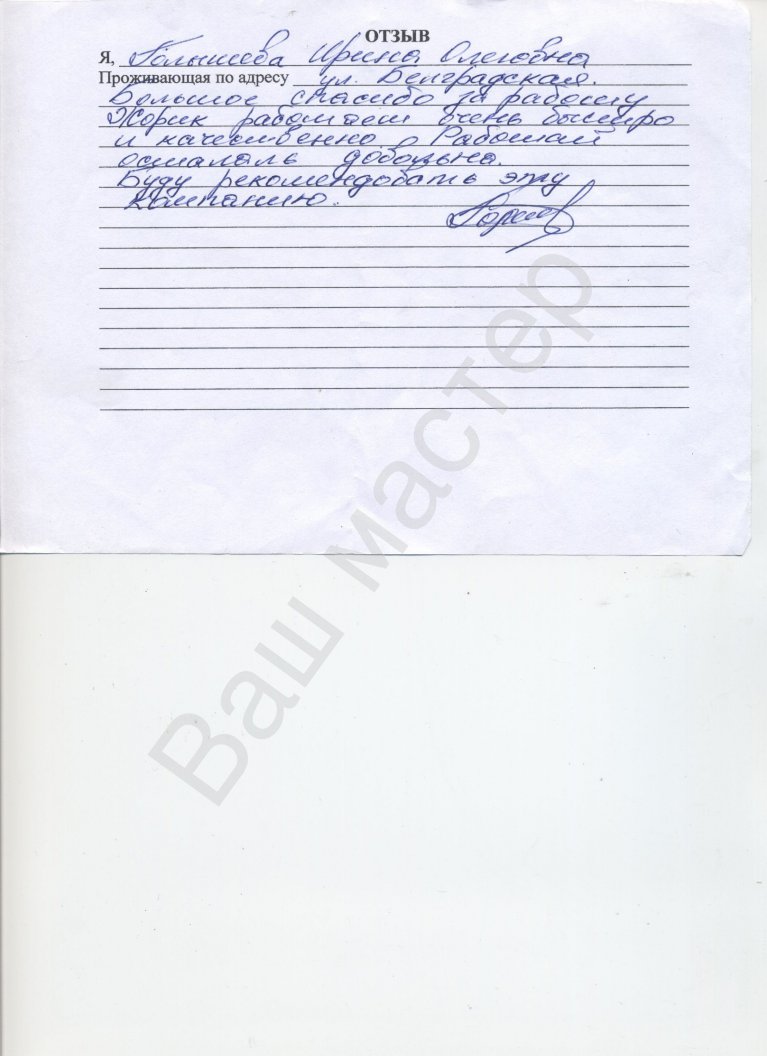 ОТЗЫВ
Я, Голышева Ирина Олеговна
Проживающая по адресу ул. Белградская.
Большое спасибо за работу
Жорик работает очень быстро
и качественно. Работай
осталась довольна.
Буду рекомендовать эту
компанию.
Ваш мастер